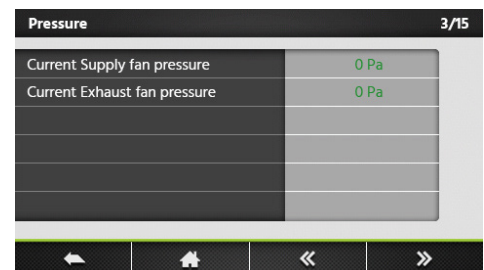 Pressure 3/15
Current Supply fan pressure 0 Pa
Current Exhaust fan pressure 0 Pa